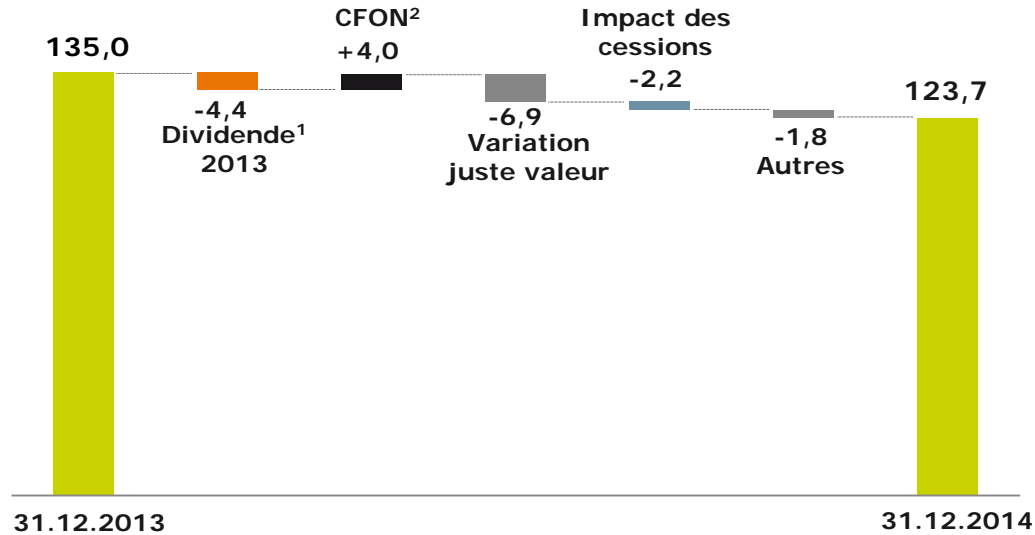 135,0
-4,4
Dividende¹
2013
CFON²
+4,0
-6,9
Variation
juste valeur
Impact des
cessions
-2,2
-1,8
Autres
123,7
31.12.2013
31.12.2014